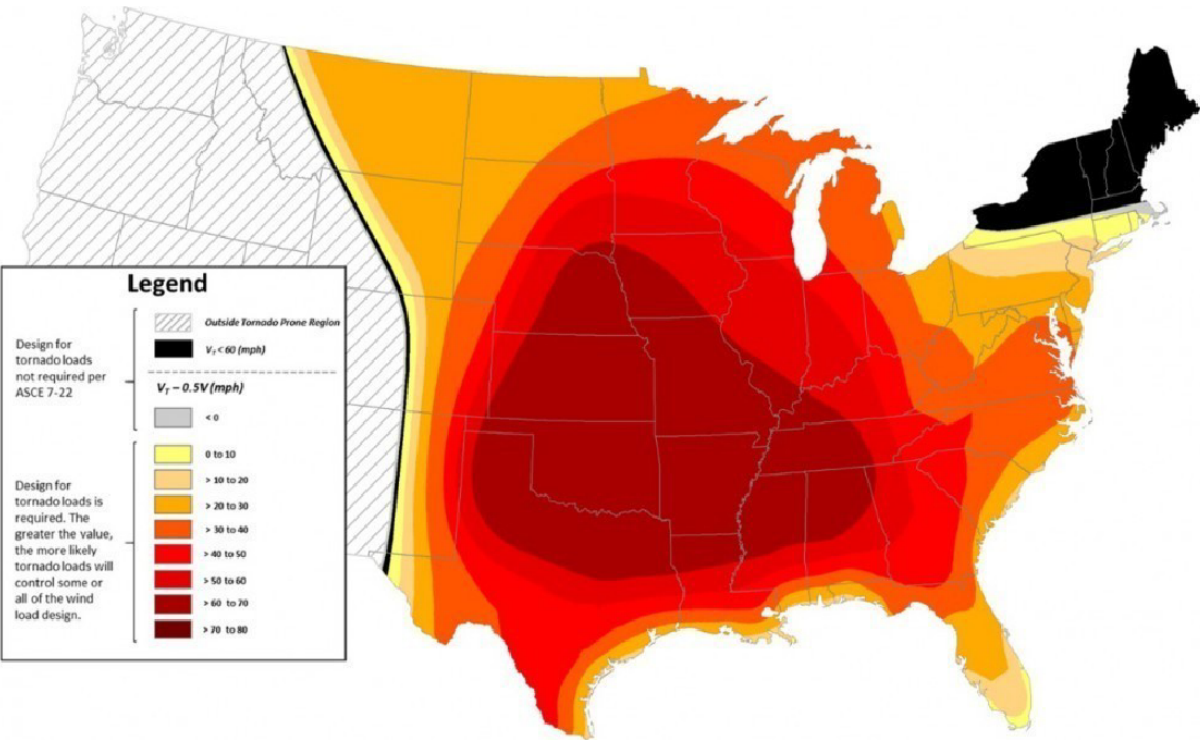 Legend
Design for
tornado loads
not required per
ASCE 7-22
Outside Tornado Prone Region
V_T < 60 (mph)
V_T – 0.5V (mph)
< 0
Design for
tornado loads is
required. The
greater the value,
the more likely
tornado loads will
control some or
all of the wind
load design.
0 to 10
> 10 to 20
> 20 to 30
> 30 to 40
> 40 to 50
> 50 to 60
> 60 to 70
> 70 to 80